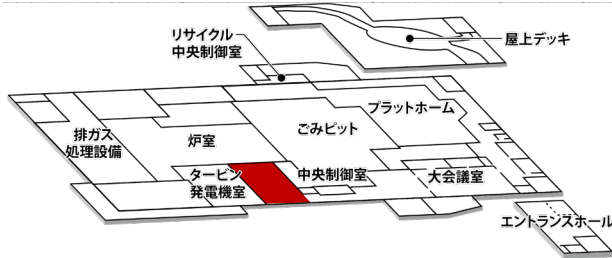 リサイクル
中央制御室
屋上デッキ
プラットホーム
ごみピット
排ガス
処理設備
炉室
タービン
発電機室
中央制御室
大会議室
エントランスホール